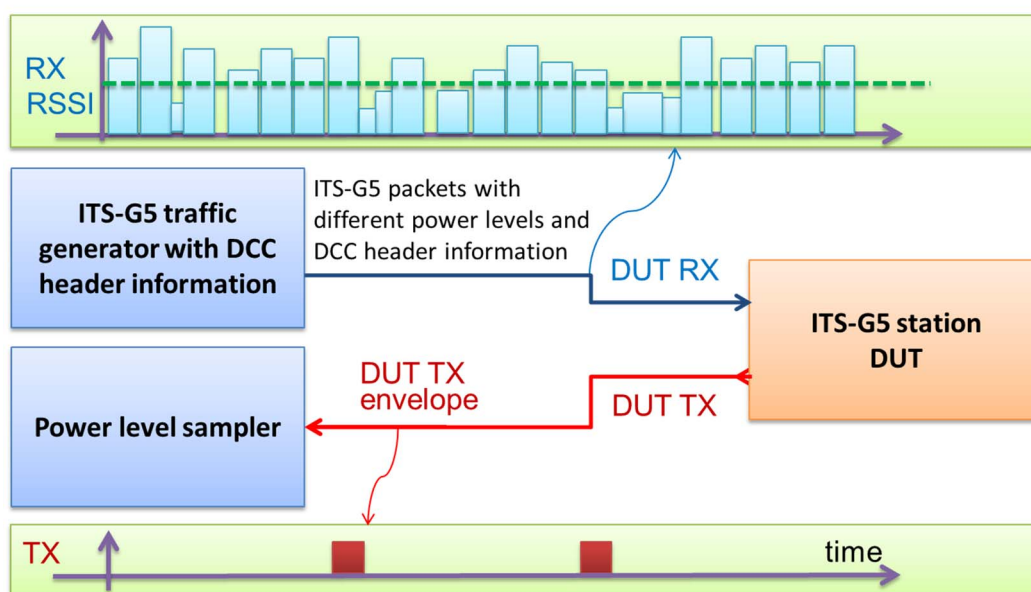 RX
RSSI
ITS-G5 traffic
generator with DCC
header information
ITS-G5 packets with
different power levels and
DCC header information
DUT RX
ITS-G5 station
DUT
DUT TX
envelope
DUT TX
Power level sampler
TX
time